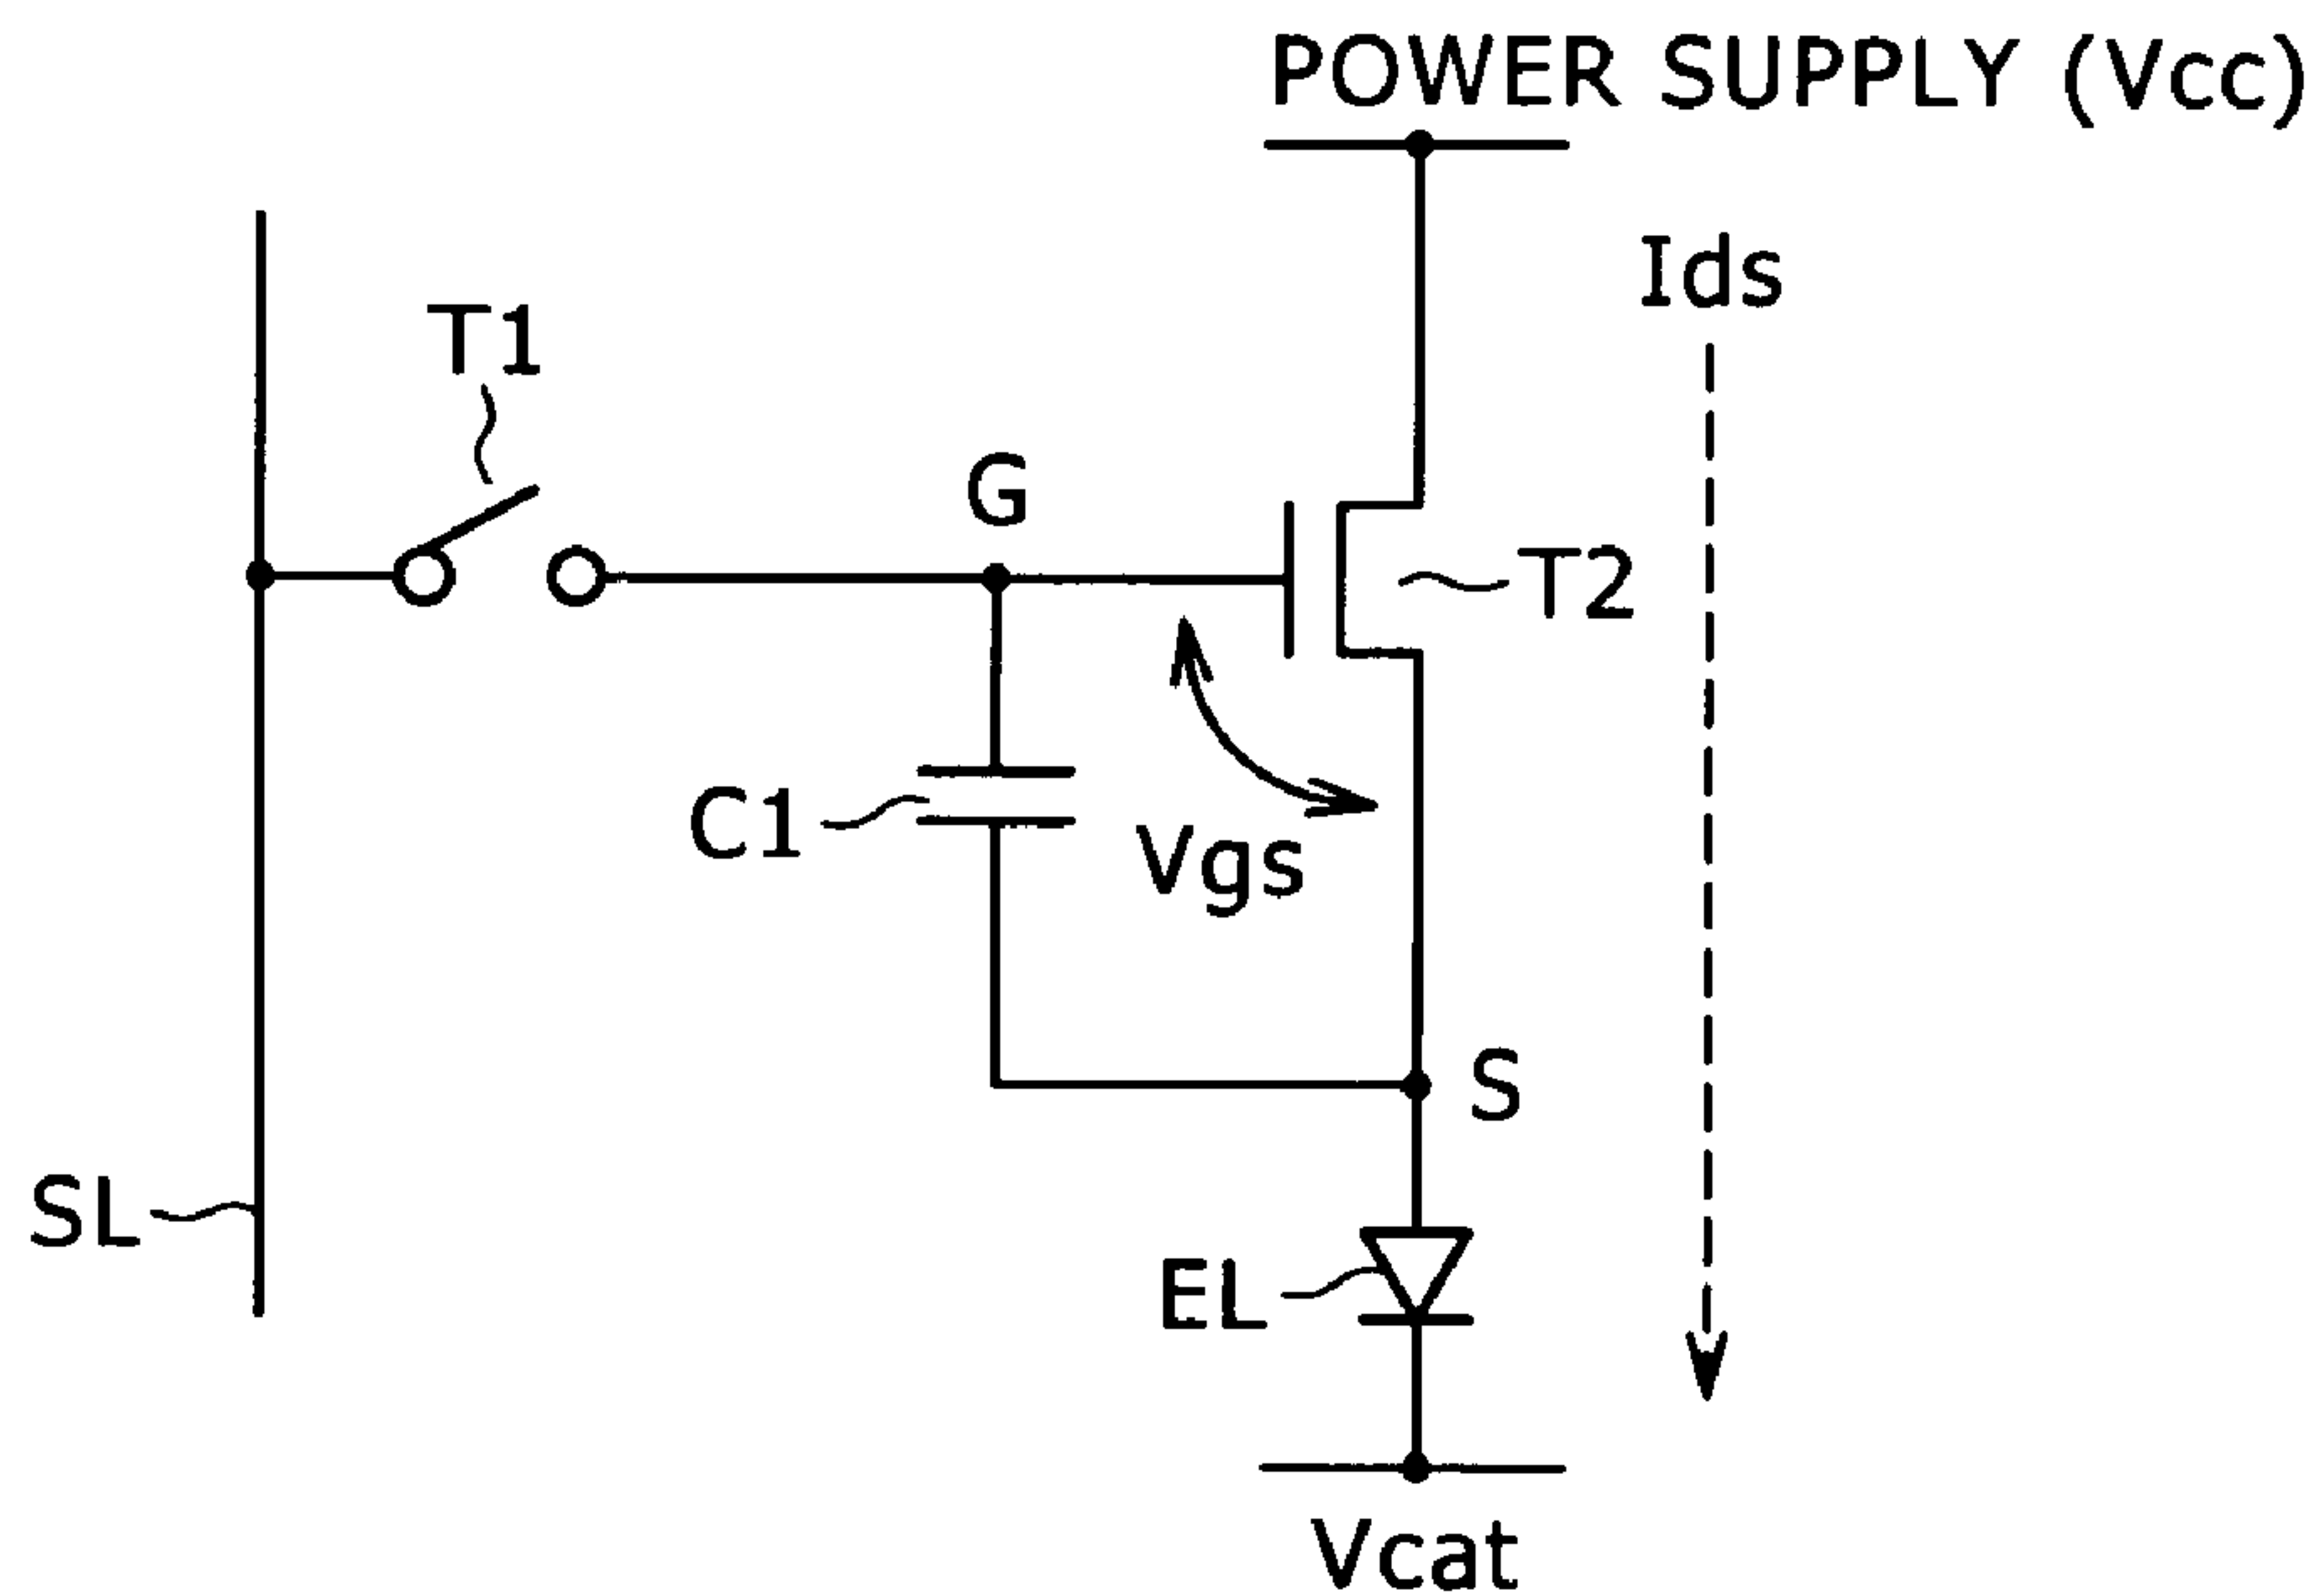 POWER SUPPLY (Vcc)
Ids
T1
G
T2
C1
Vgs
S
SL
EL
Vcat